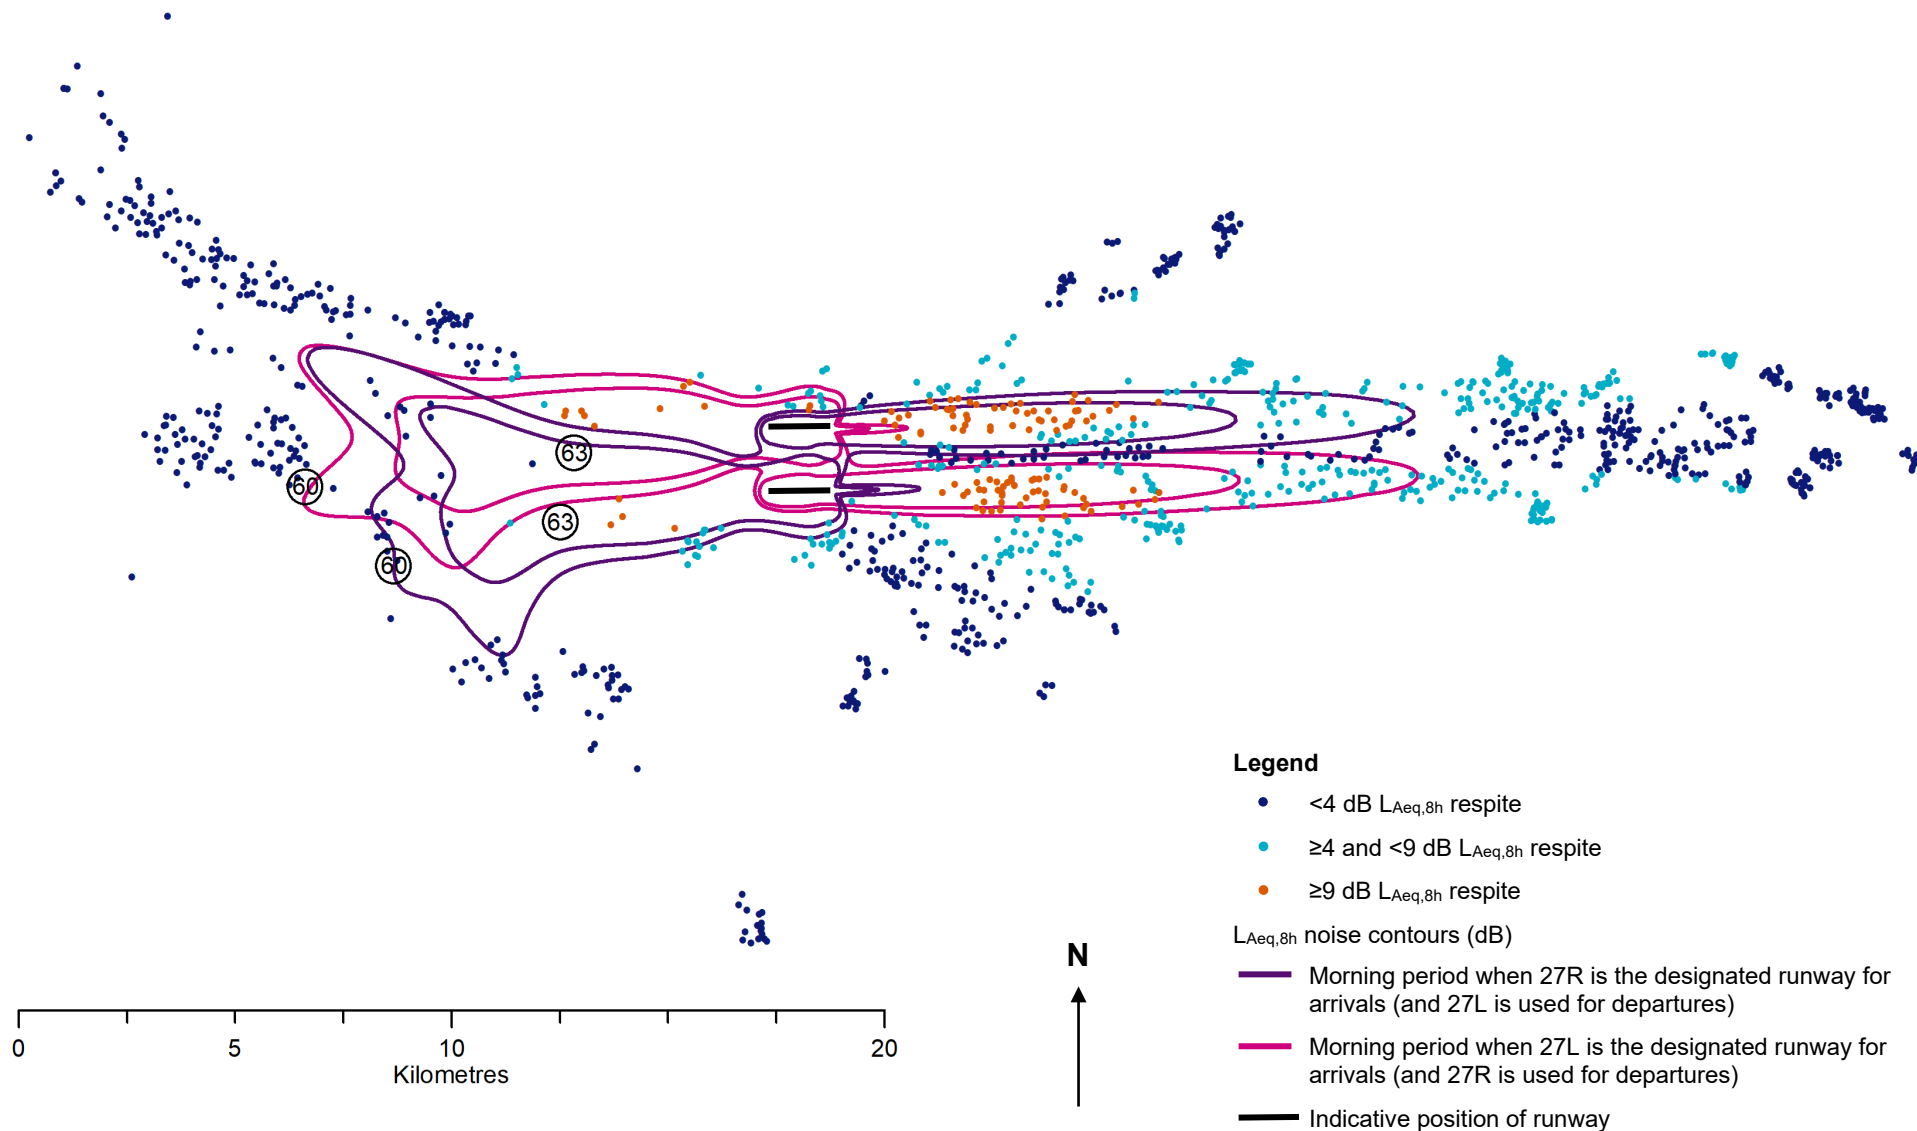 63
60
63
60
Legend
<4 dB LAeq,8h respite
≥4 and <9 dB LAeq,8h respite
≥9 dB LAeq,8h respite
LAeq,8h noise contours (dB)
Morning period when 27R is the designated runway for
arrivals (and 27L is used for departures)
Morning period when 27L is the designated runway for
arrivals (and 27R is used for departures)
Indicative position of runway
N
0 5 10 20
Kilometres